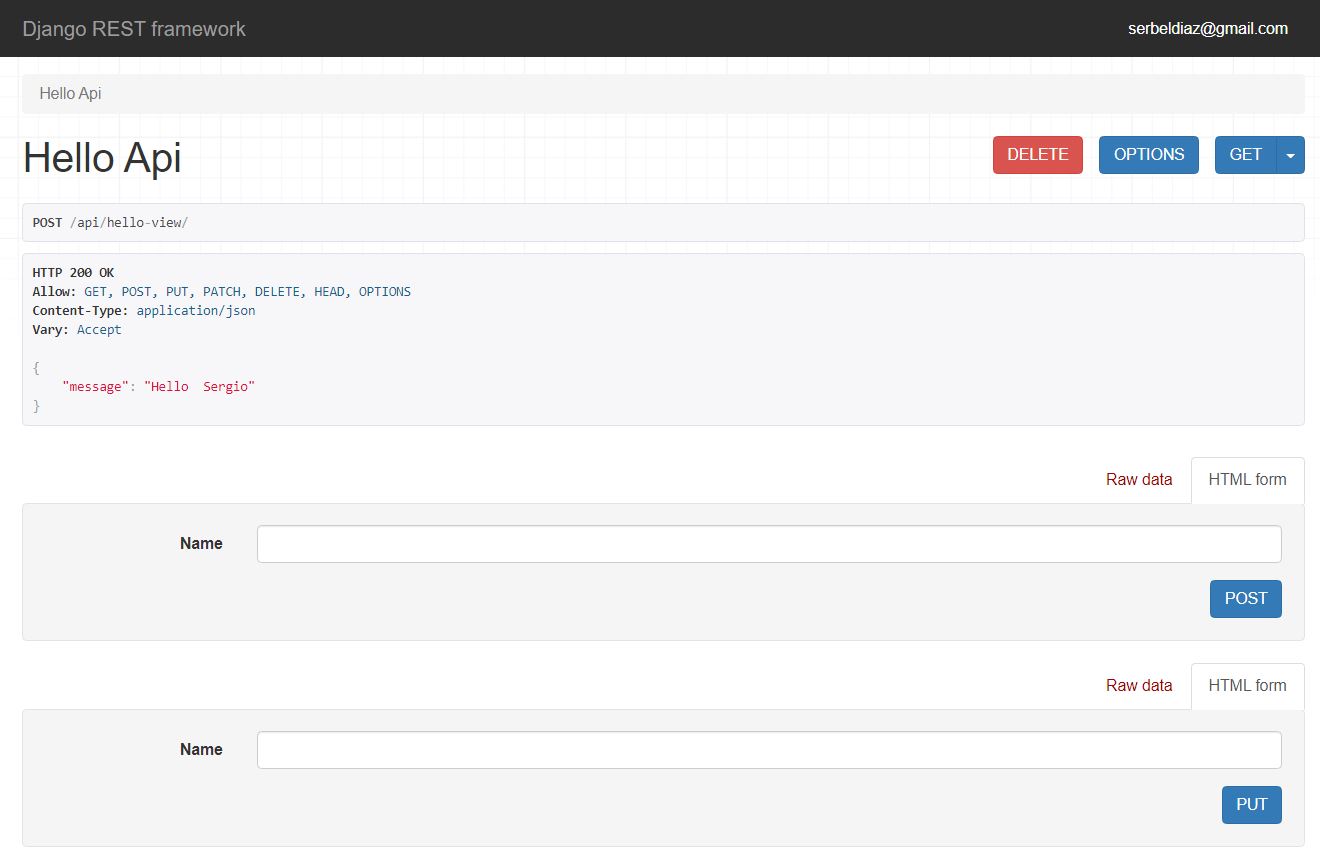 Django REST framework serbeldiaz@gmail.com
Hello Api
Hello Api DELETE OPTIONS GET
POST /api/hello-view/
HTTP 200 OK
Allow: GET, POST, PUT, PATCH, DELETE, HEAD, OPTIONS
Content-Type: application/json
Vary: Accept
{
    "message": "Hello  Sergio"
}
Raw data HTML form
Name
POST
Raw data HTML form
Name
PUT